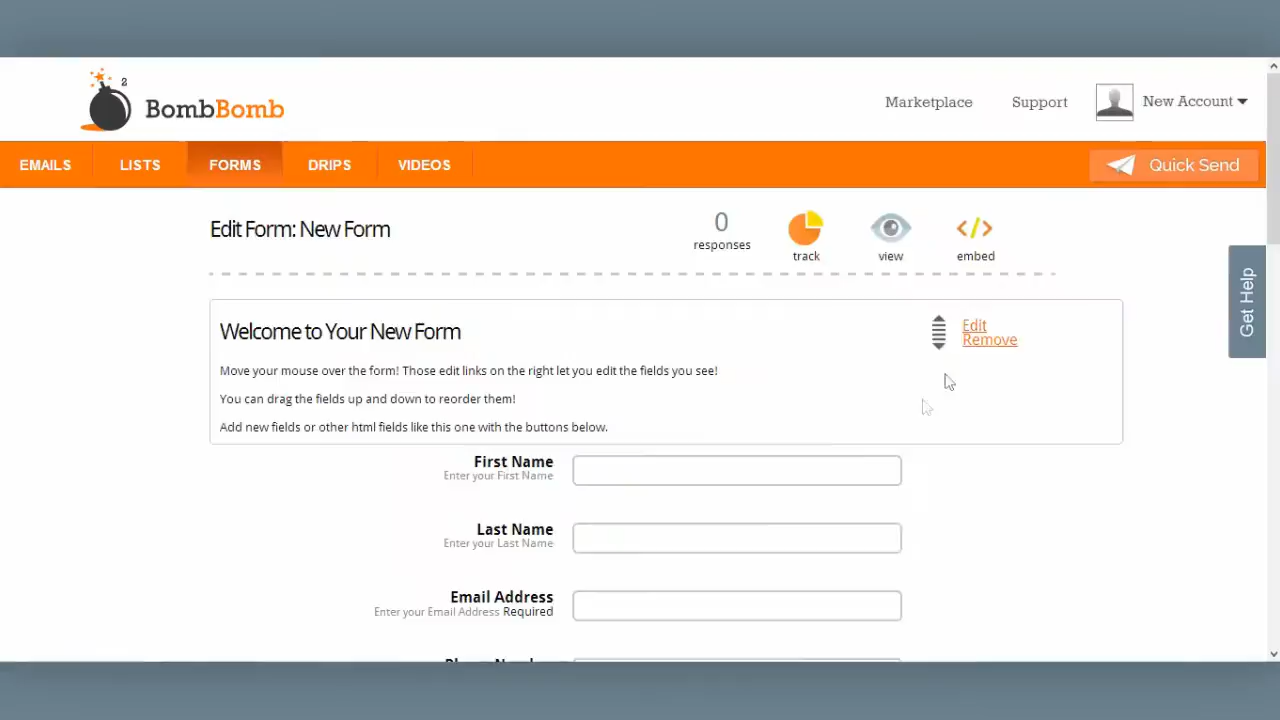 2
BombBomb
Marketplace
Support
New Account
EMAILS
LISTS
FORMS
DRIPS
VIDEOS
Quick Send
Edit Form: New Form
0
responses
track
view
embed
Get Help
Welcome to Your New Form
Edit
Remove
Move your mouse over the form! Those edit links on the right let you edit the fields you see!
You can drag the fields up and down to reorder them!
Add new fields or other html fields like this one with the buttons below.
First Name
Enter your First Name
Last Name
Enter your Last Name
Email Address
Enter your Email Address Required